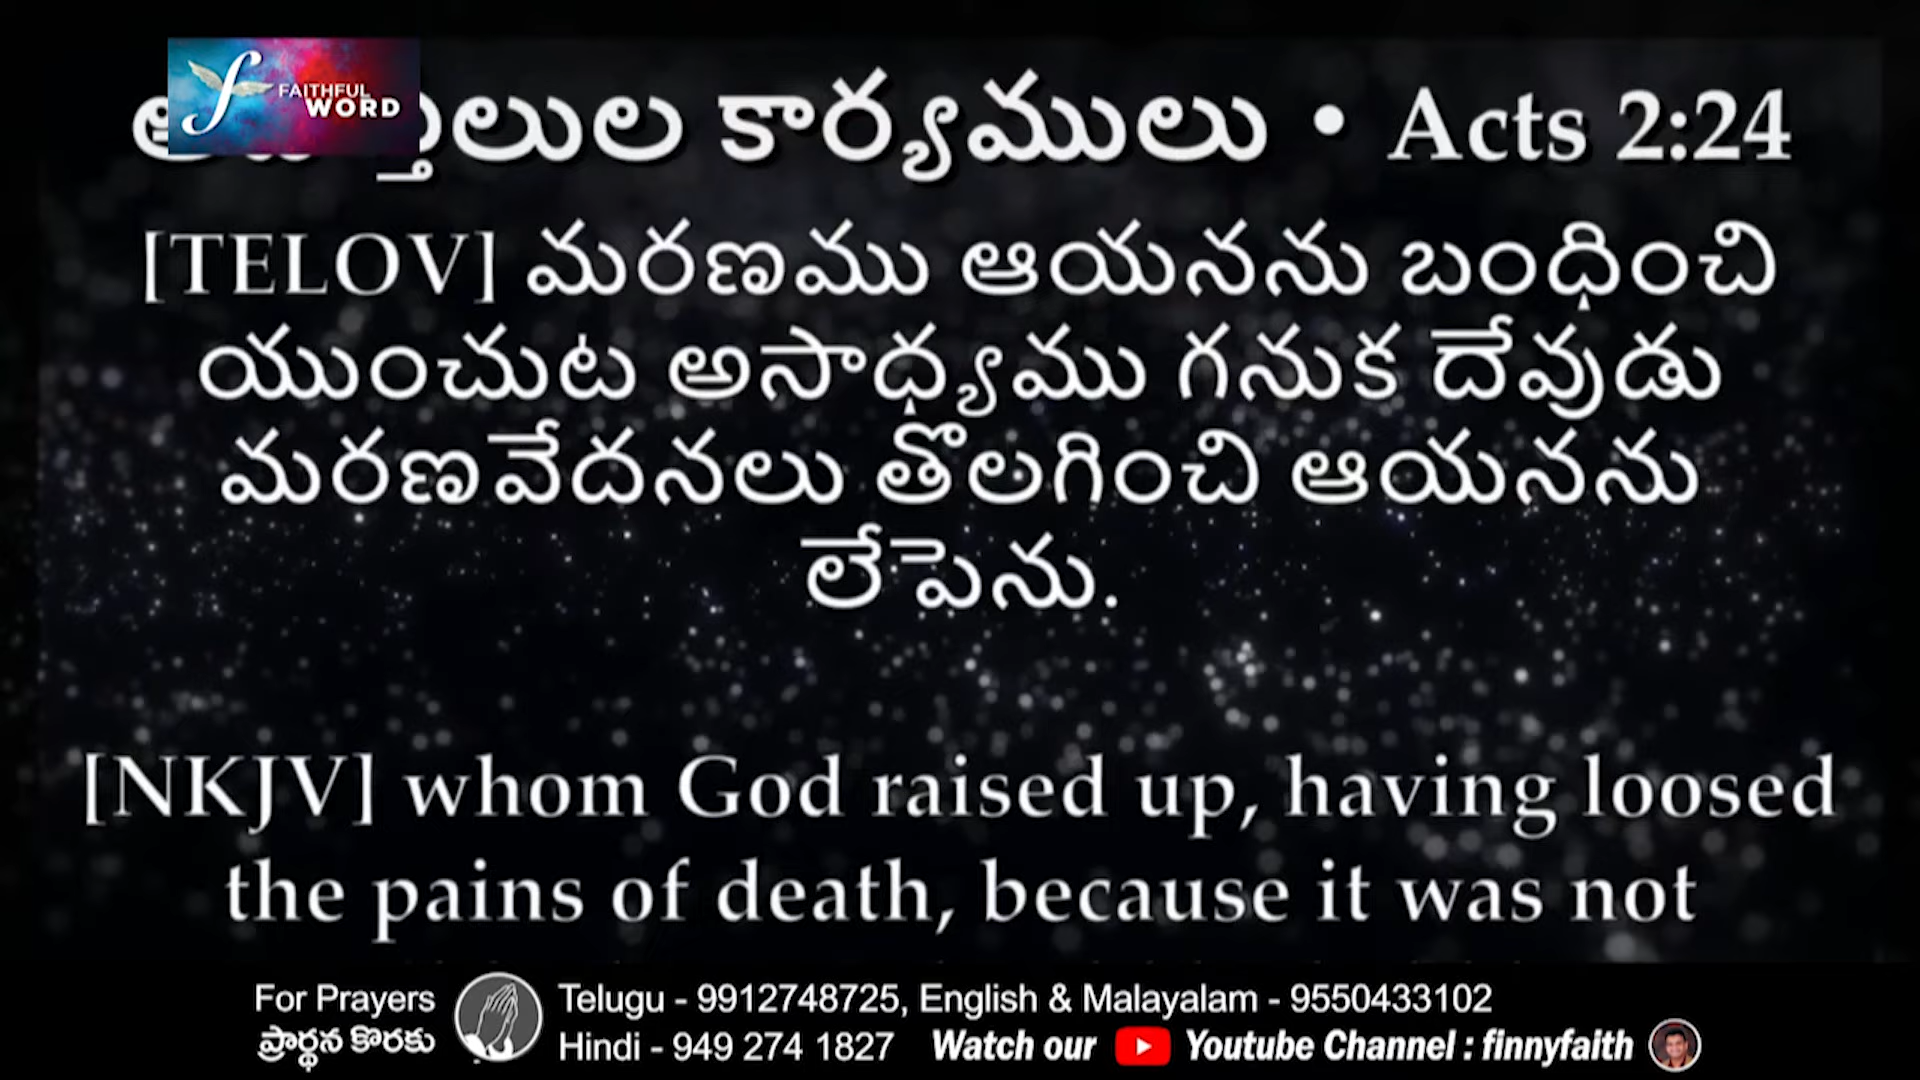 FAITHFUL
WORD
కార్యములు • Acts 2:24
[TELOV] మరణము ఆయనను బంధించి
యుంచుట అసాధ్యము గనుక దేవుడు
మరణవేదనలు తొలగించి ఆయనను
లేపెను.
[NKJV] whom God raised up, having loosed
the pains of death, because it was not
For Prayers
ప్రార్థన కొరకు
Telugu - 9912748725, English & Malayalam - 9550433102
Hindi - 949 274 1827 Watch our Youtube Channel : finnyfaith